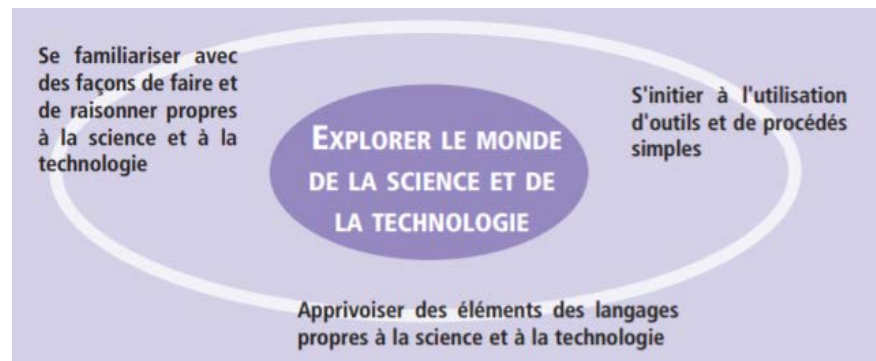 Se familiariser avec
des façons de faire et
de raisonner propres
à la science et à la
technologie
EXPLORER LE MONDE
DE LA SCIENCE ET DE
LA TECHNOLOGIE
S'initier à l'utilisation
d'outils et de procédés
simples
Apprivoiser des éléments des langages
propres à la science et à la technologie